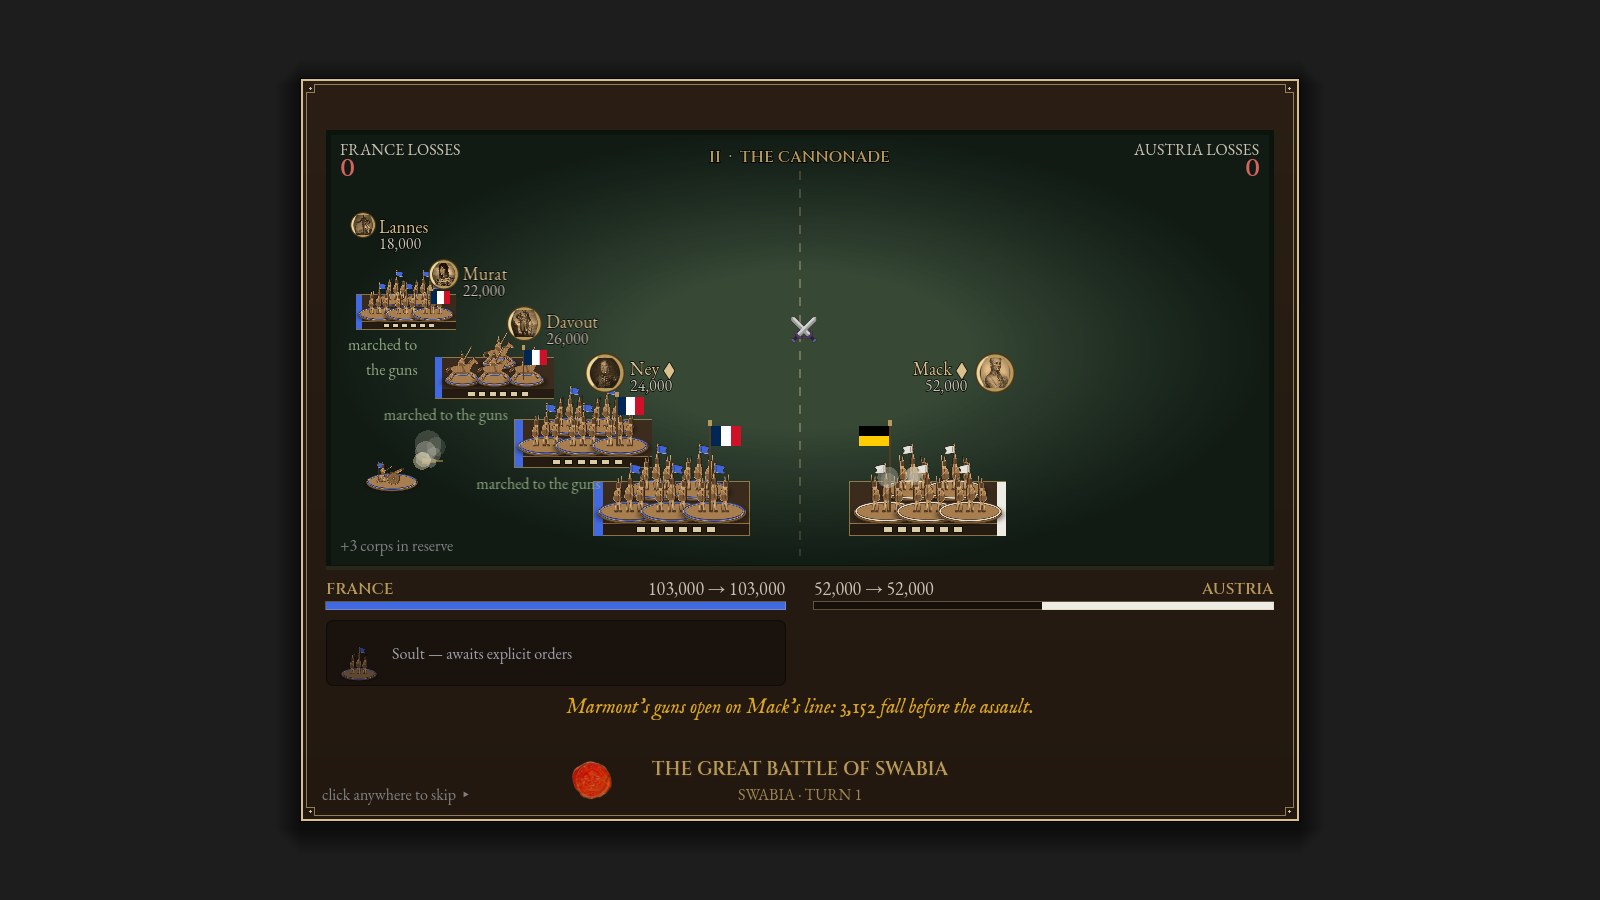 FRANCE LOSSES
0
II · THE CANNONADE
AUSTRIA LOSSES
0
Lannes
18,000
Murat
22,000
marched to
the guns
Davout
26,000
marched to the guns
Ney
24,000
marched to the guns
Mack
52,000
+3 corps in reserve
FRANCE
103,000 → 103,000
52,000 → 52,000
AUSTRIA
Soult — awaits explicit orders
Marmont's guns open on Mack's line: 3,152 fall before the assault.
THE GREAT BATTLE OF SWABIA
SWABIA · TURN 1
click anywhere to skip ▸